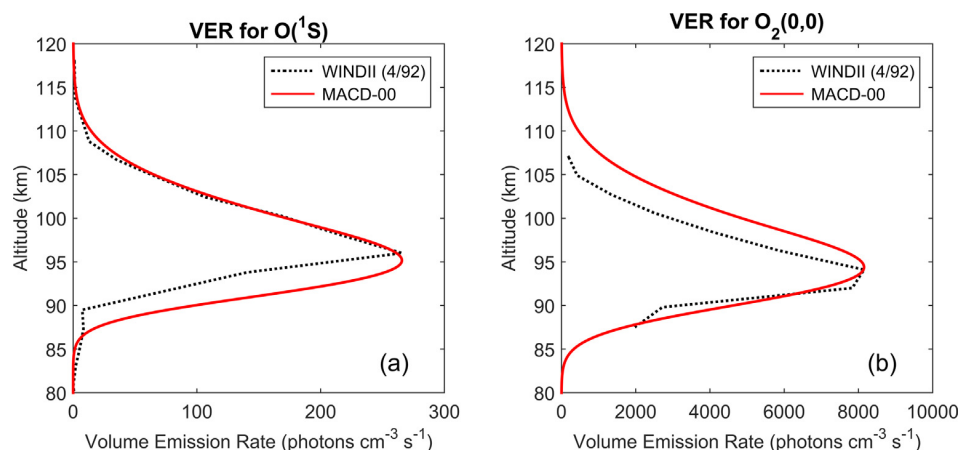 VER for O(¹S)
120
115
110
105
100
95
90
85
80
Altitude (km)
WINDII (4/92)
MACD-00
(a)
0
100
200
300
Volume Emission Rate (photons cm⁻³ s⁻¹)
VER for O₂(0,0)
120
115
110
105
100
95
90
85
80
Altitude (km)
WINDII (4/92)
MACD-00
(b)
0
2000
4000
6000
8000
10000
Volume Emission Rate (photons cm⁻³ s⁻¹)